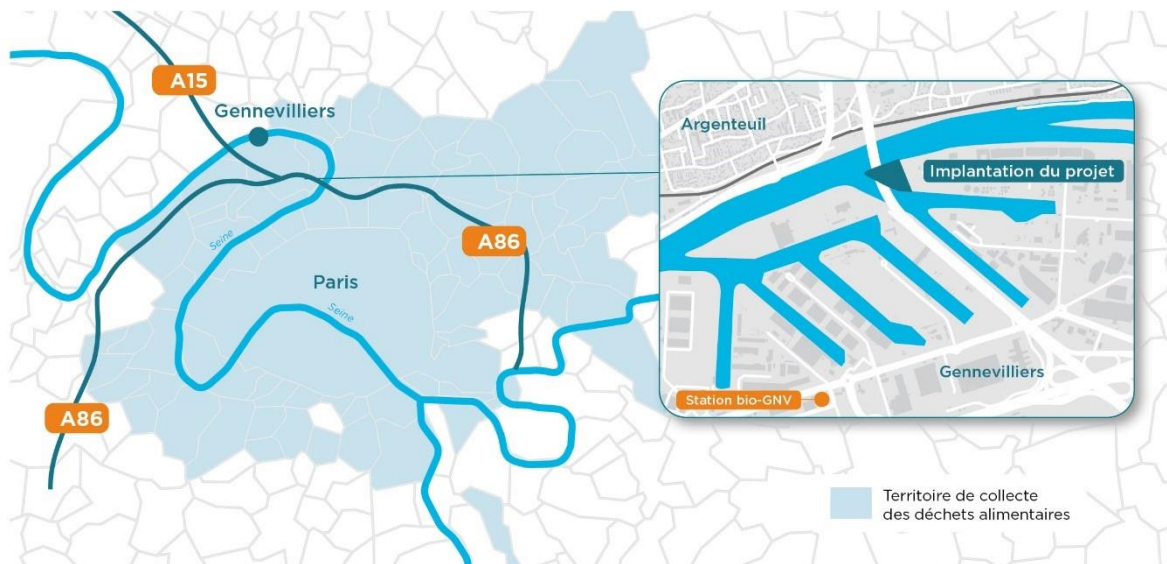 A15
Gennevilliers
Argenteuil
Implantation du projet
Seine
A86
Paris
Seine
Gennevilliers
Station bio-GNV
A86
Territoire de collecte
des déchets alimentaires